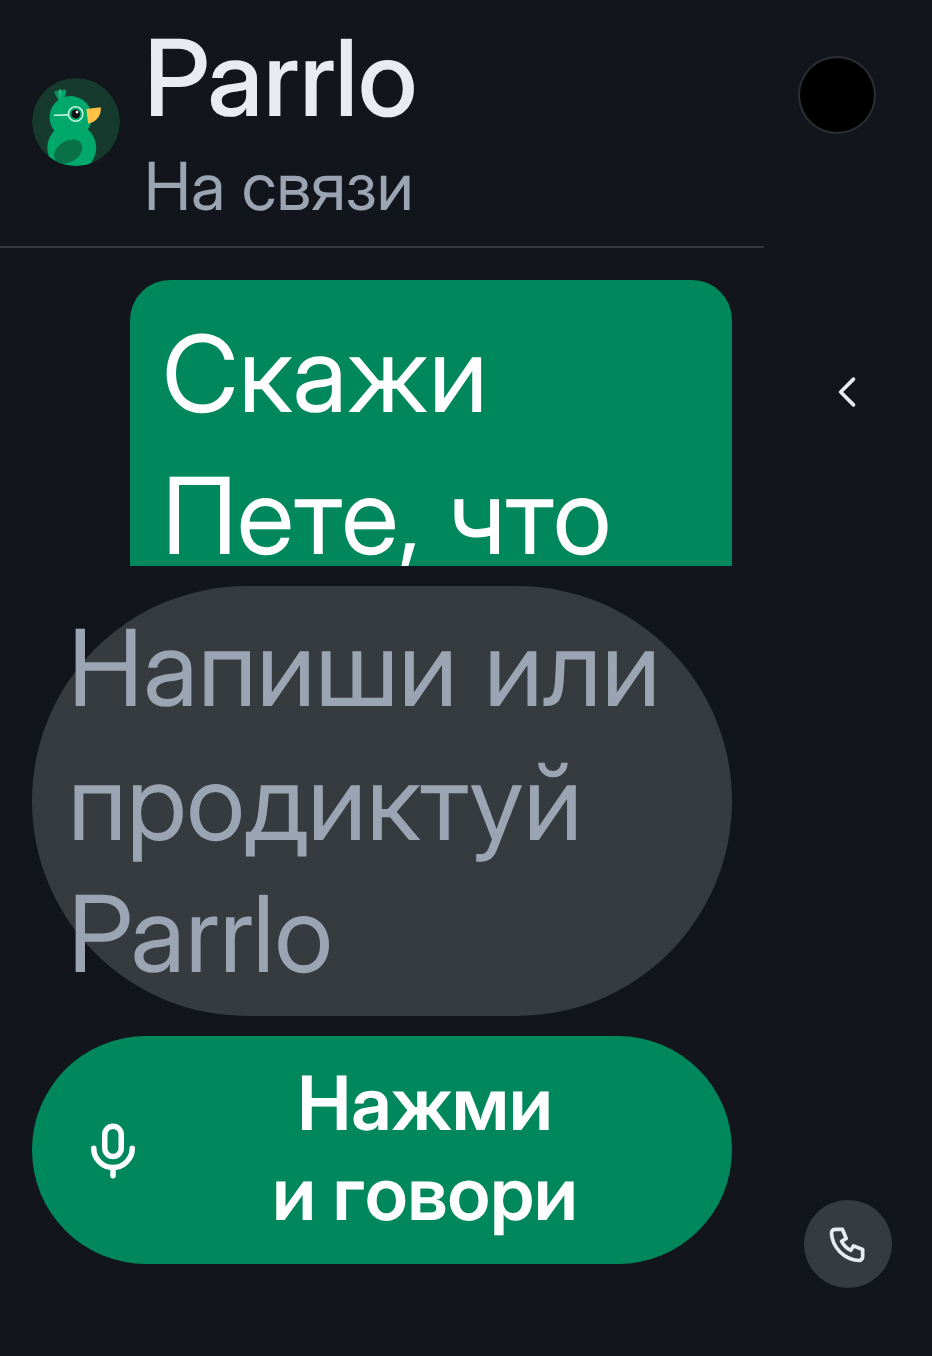 Parrlo
На связи
Скажи
Пете, что
Напиши или
продиктуй
Parrlo
Нажми
и говори